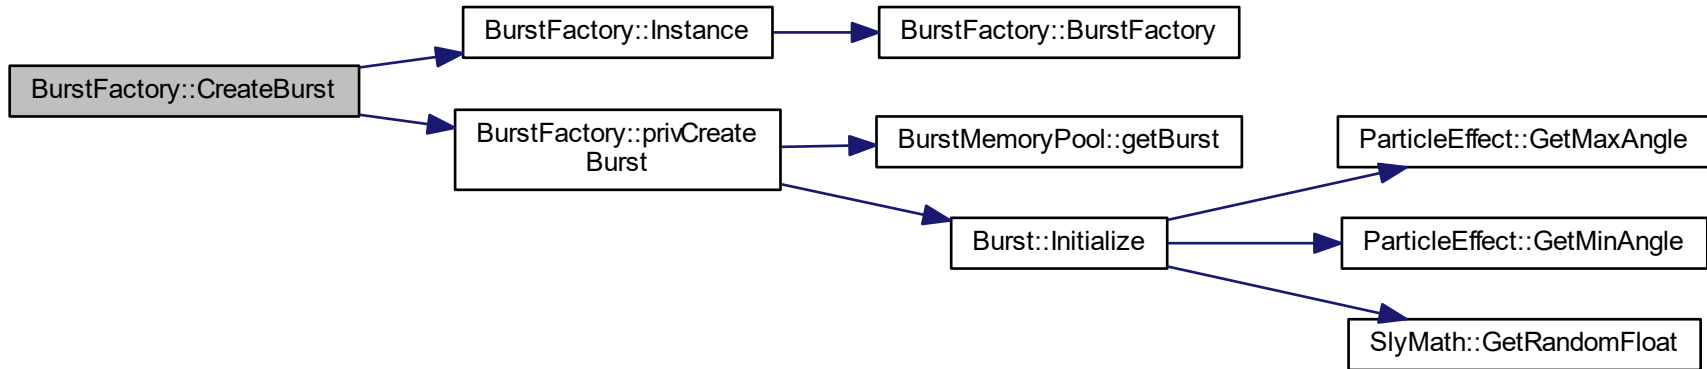 BurstFactory::CreateBurst
BurstFactory::Instance
BurstFactory::BurstFactory
BurstFactory::privCreate
Burst
BurstMemoryPool::getBurst
Burst::Initialize
ParticleEffect::GetMaxAngle
ParticleEffect::GetMinAngle
SlyMath::GetRandomFloat